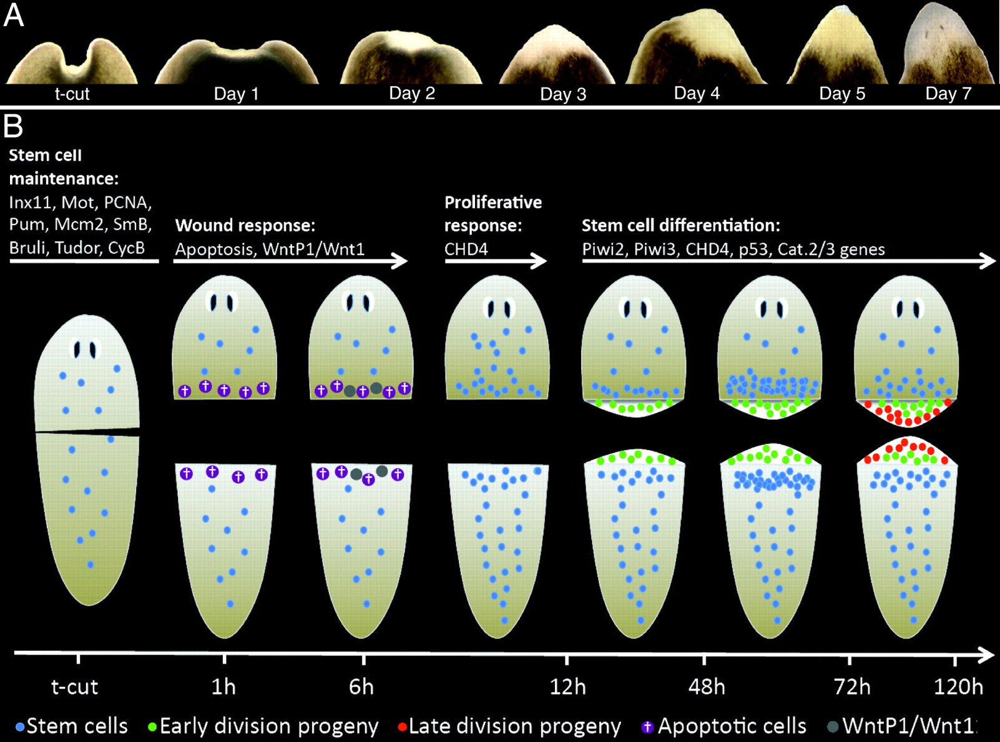 A
t-cut
Day 1
Day 2
Day 3
Day 4
Day 5
Day 7
B
Stem cell
maintenance:
Inx11, Mot, PCNA,
Pum, Mcm2, SmB,
Bruli, Tudor, CycB
Wound response:
Apoptosis, WntP1/Wnt1
Proliferative
response:
CHD4
Stem cell differentiation:
Piwi2, Piwi3, CHD4, p53, Cat.2/3 genes
t-cut
1h
6h
12h
48h
72h
120h
Stem cells
Early division progeny
Late division progeny
Apoptotic cells
WntP1/Wnt1